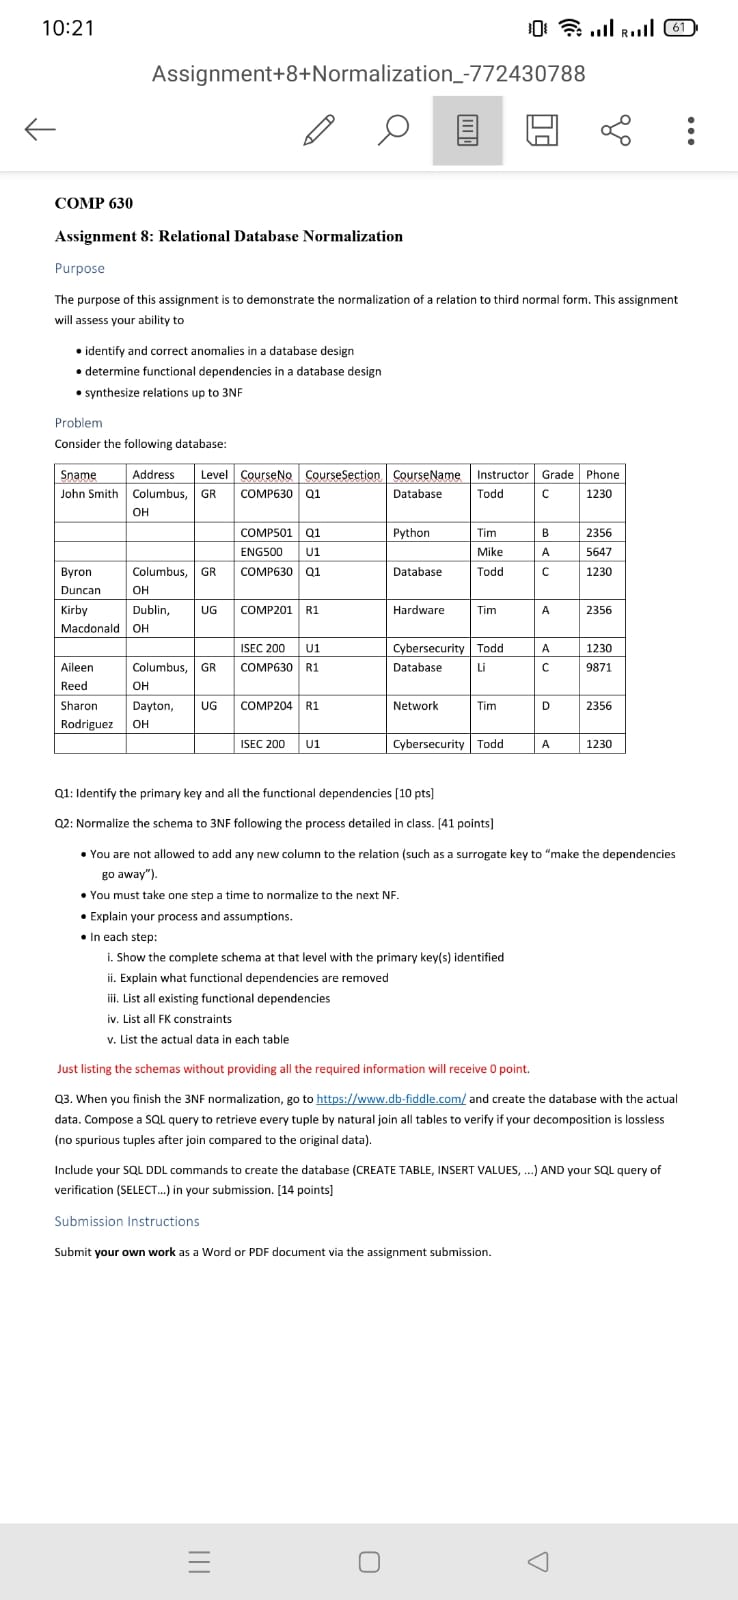 10:21
R
61
Assignment+8+Normalization_-772430788
COMP 630
Assignment 8: Relational Database Normalization
Purpose
The purpose of this assignment is to demonstrate the normalization of a relation to third normal form. This assignment
will assess your ability to
• identify and correct anomalies in a database design
• determine functional dependencies in a database design
• synthesize relations up to 3NF
Problem
Consider the following database:
Sname Address Level CourseNo CourseSection CourseName Instructor Grade Phone
John Smith Columbus, GR COMP630 Q1 Database Todd C 1230
OH
COMP501 Q1 Python Tim B 2356
ENG500 U1 Mike A 5647
Byron Columbus, GR COMP630 Q1 Database Todd C 1230
Duncan OH
Kirby Dublin, UG COMP201 R1 Hardware Tim A 2356
Macdonald OH
ISEC 200 U1 Cybersecurity Todd A 1230
Aileen Columbus, GR COMP630 R1 Database Li C 9871
Reed OH
Sharon Dayton, UG COMP204 R1 Network Tim D 2356
Rodriguez OH
ISEC 200 U1 Cybersecurity Todd A 1230
Q1: Identify the primary key and all the functional dependencies [10 pts]
Q2: Normalize the schema to 3NF following the process detailed in class. [41 points]
• You are not allowed to add any new column to the relation (such as a surrogate key to "make the dependencies
go away").
• You must take one step a time to normalize to the next NF.
• Explain your process and assumptions.
• In each step:
i. Show the complete schema at that level with the primary key(s) identified
ii. Explain what functional dependencies are removed
iii. List all existing functional dependencies
iv. List all FK constraints
v. List the actual data in each table
Just listing the schemas without providing all the required information will receive 0 point.
Q3. When you finish the 3NF normalization, go to https://www.db-fiddle.com/ and create the database with the actual
data. Compose a SQL query to retrieve every tuple by natural join all tables to verify if your decomposition is lossless
(no spurious tuples after join compared to the original data).
Include your SQL DDL commands to create the database (CREATE TABLE, INSERT VALUES, ...) AND your SQL query of
verification (SELECT...) in your submission. [14 points]
Submission Instructions
Submit your own work as a Word or PDF document via the assignment submission.